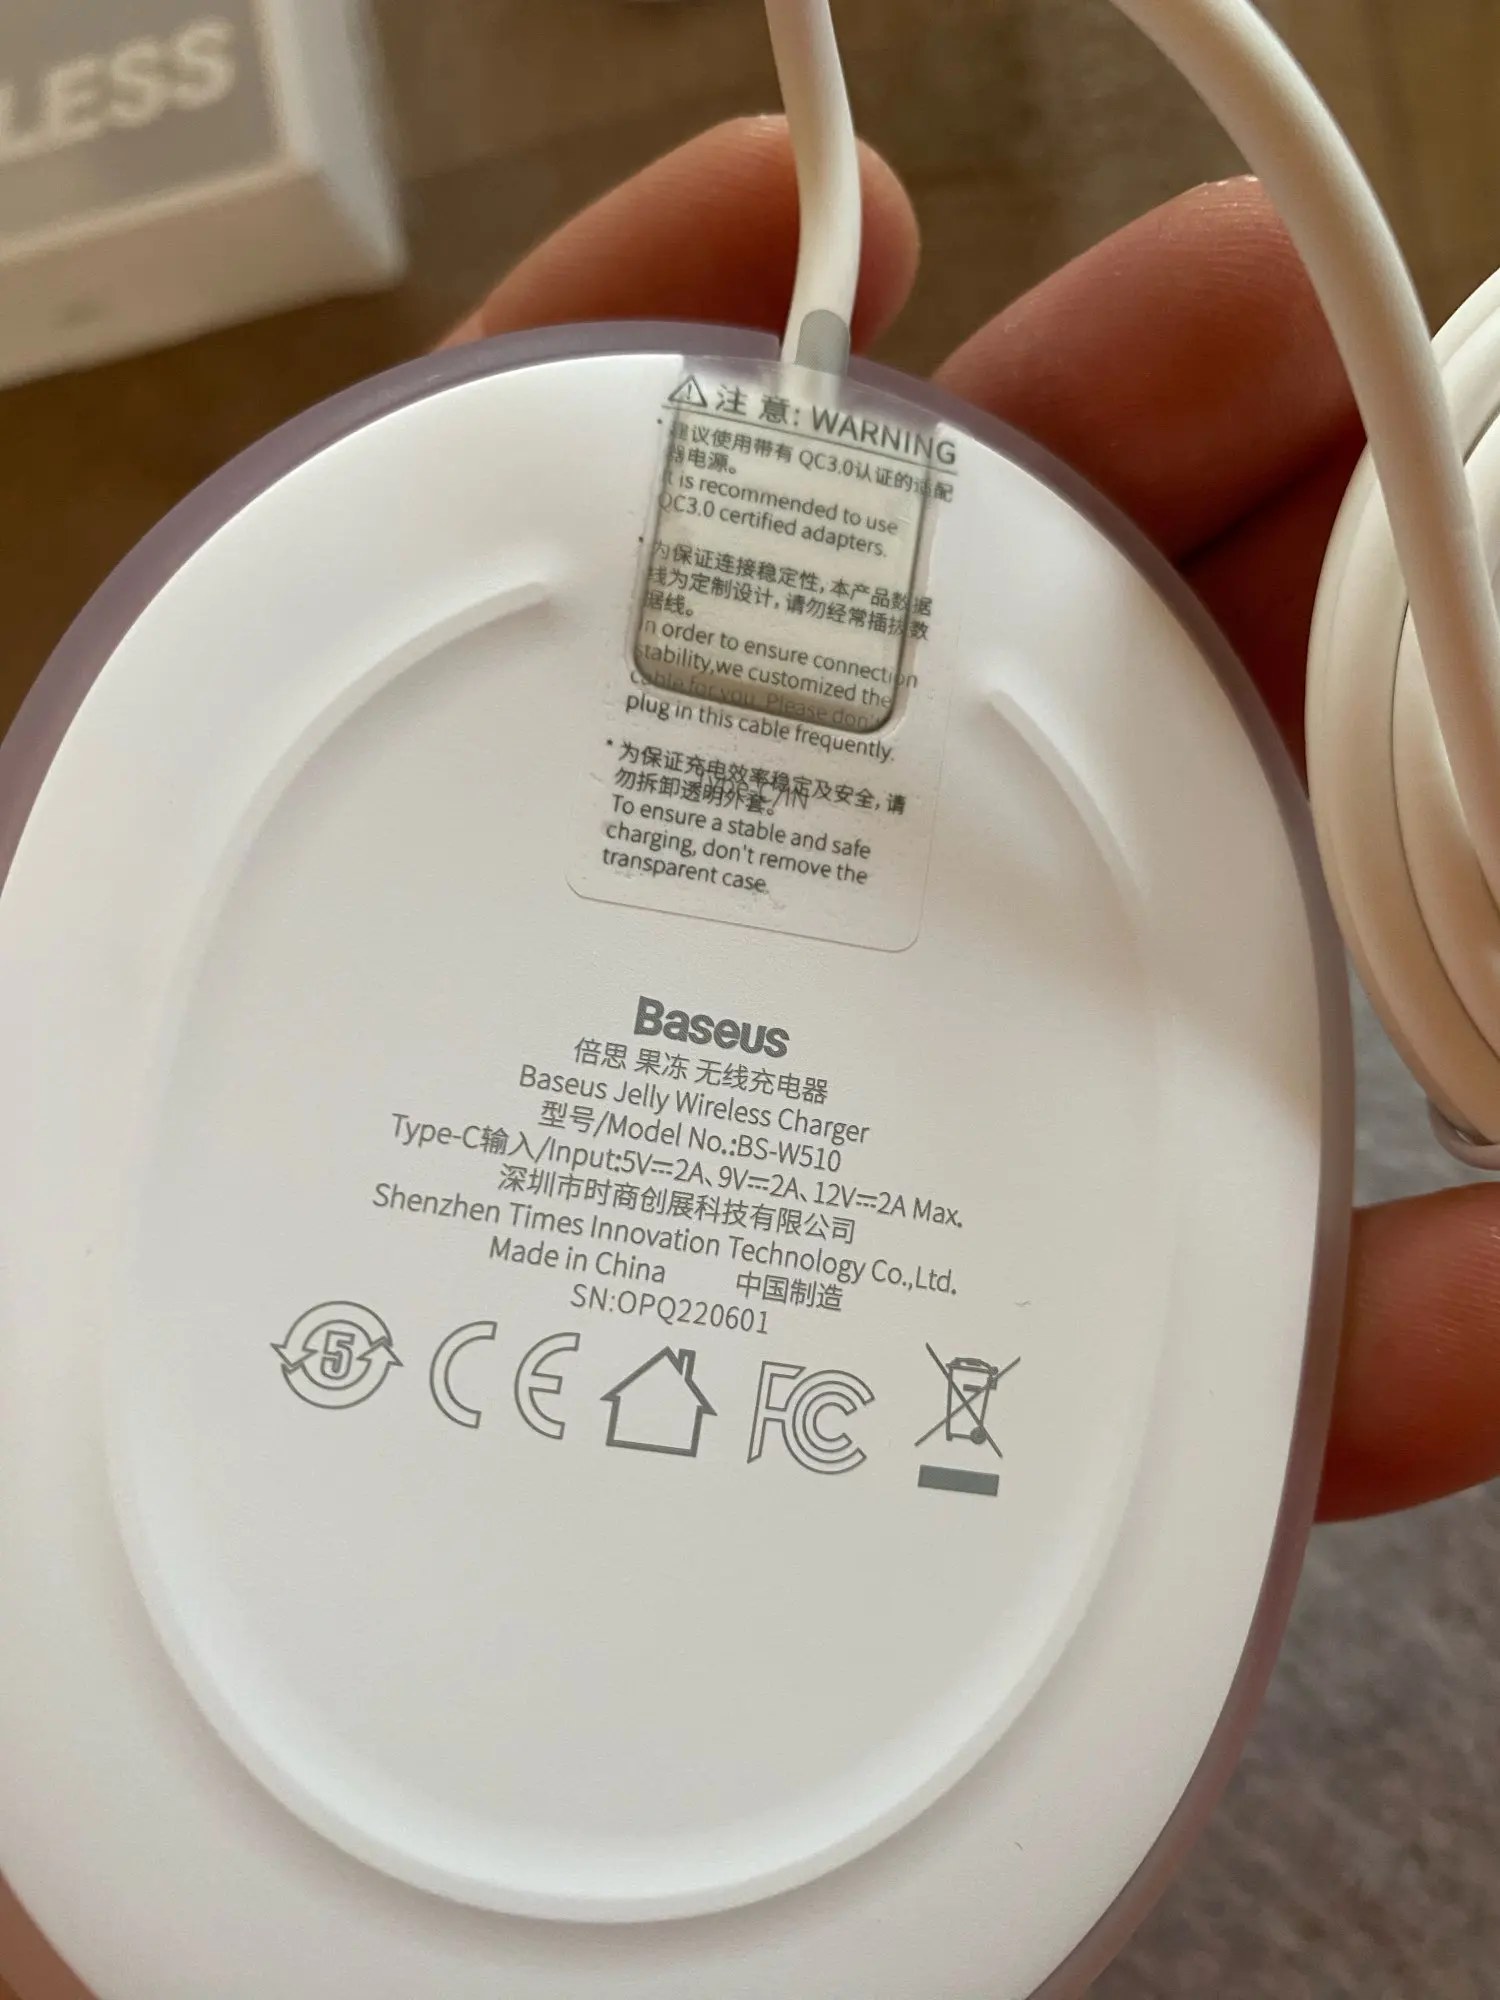 LESS
注 意: WARNING
·建议使用带有 QC3.0认证的适配
器电源。
It is recommended to use
QC3.0 certified adapters.
·为保证连接稳定性, 本产品数据
线为定制设计, 请勿经常插拔数
据线。
In order to ensure connection
stability,we customized the
cable for you. Please don't
plug in this cable frequently.
·为保证充电效率稳定及安全, 请
勿拆卸透明外套。
Type-C/IN
To ensure a stable and safe
charging, don't remove the
transparent case.
Baseus
倍思 果冻 无线充电器
Baseus Jelly Wireless Charger
型号/Model No.:BS-W510
Type-C输入/Input:5V⎓2A、9V⎓2A、12V⎓2A Max.
深圳市时商创展科技有限公司
Shenzhen Times Innovation Technology Co.,Ltd.
Made in China 中国制造
SN:OPQ220601
5 CE FC